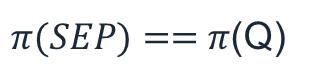 π(SEP) == π(Q)